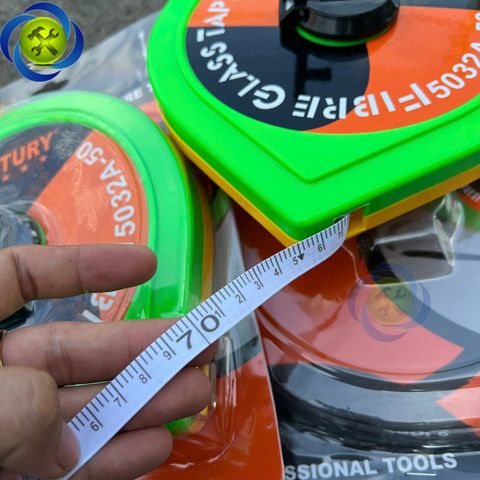 FIBRE GLASS TAPE
5032A-50
TURY
5032A-50
6 7 8 9 70 1 2 3 4 5 6
SSIONAL TOOLS